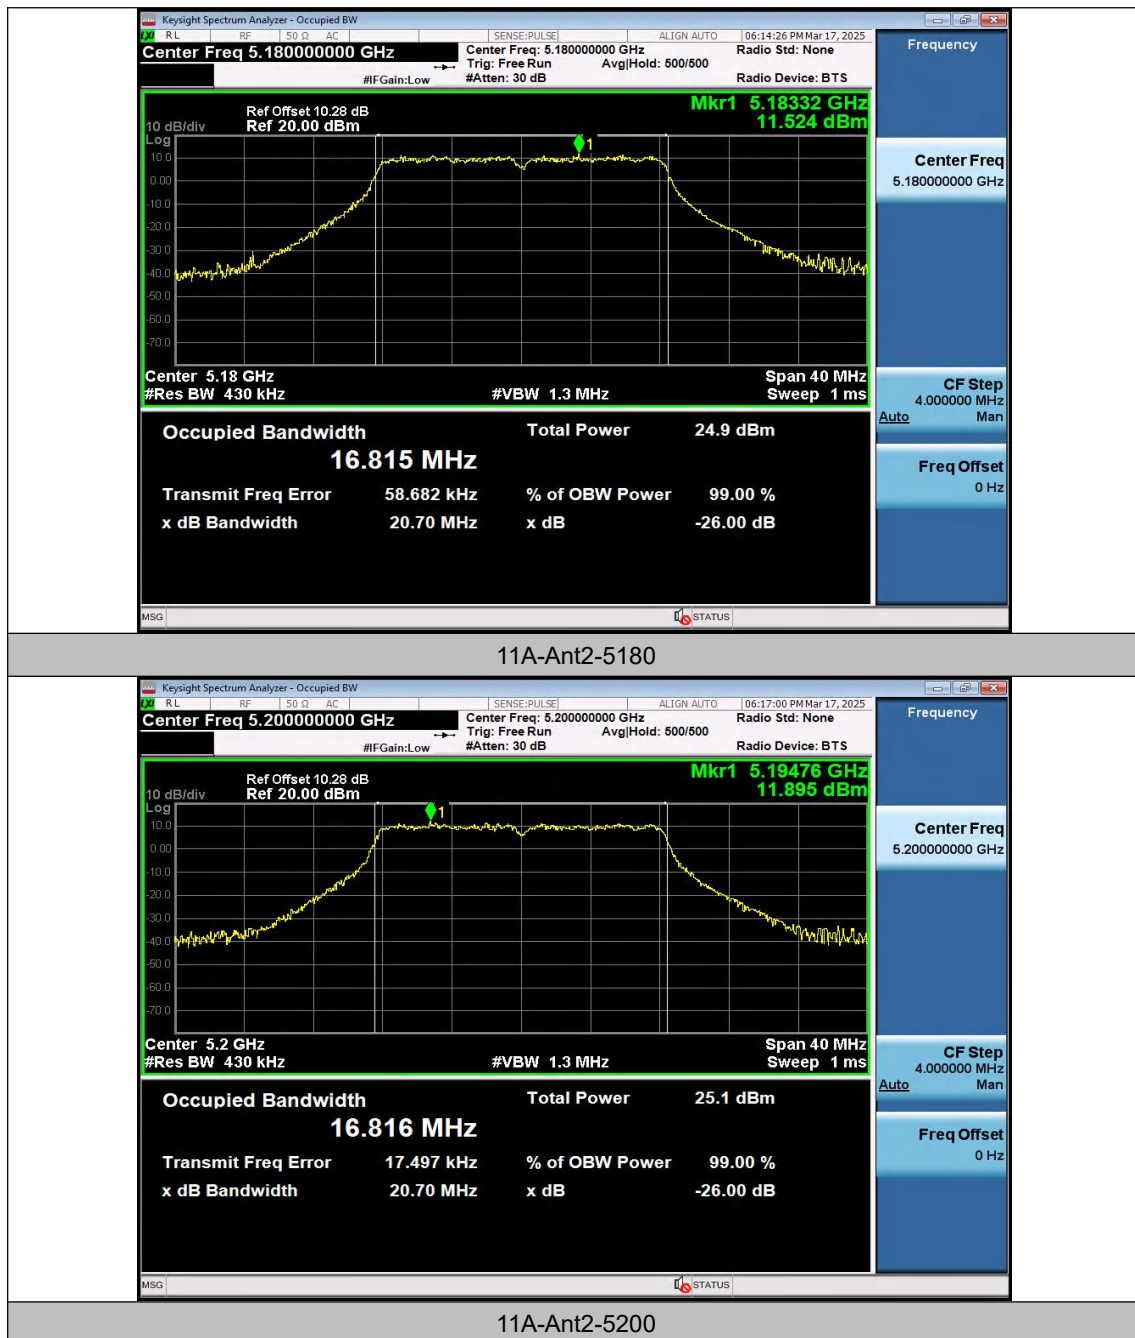 Keysight Spectrum Analyzer - Occupied BW
LXI RL RF 50 Ω AC SENSE:PULSE ALIGN AUTO 06:14:26 PM Mar 17, 2025
Center Freq 5.180000000 GHz
Center Freq: 5.180000000 GHz
Radio Std: None
Trig: Free Run Avg|Hold: 500/500
#IFGain:Low #Atten: 30 dB Radio Device: BTS
Frequency
Mkr1 5.18332 GHz
11.524 dBm
Ref Offset 10.28 dB
10 dB/div Ref 20.00 dBm
Log
10.0
0.00
-10.0
-20.0
-30.0
-40.0
-50.0
-60.0
-70.0
1
Center Freq
5.180000000 GHz
Center 5.18 GHz Span 40 MHz
#Res BW 430 kHz #VBW 1.3 MHz Sweep 1 ms
CF Step
4.000000 MHz
Auto Man
Occupied Bandwidth Total Power 24.9 dBm
16.815 MHz
Freq Offset
0 Hz
Transmit Freq Error 58.682 kHz % of OBW Power 99.00 %
x dB Bandwidth 20.70 MHz x dB -26.00 dB
MSG STATUS
11A-Ant2-5180
Keysight Spectrum Analyzer - Occupied BW
LXI RL RF 50 Ω AC SENSE:PULSE ALIGN AUTO 06:17:00 PM Mar 17, 2025
Center Freq 5.200000000 GHz
Center Freq: 5.200000000 GHz
Radio Std: None
Trig: Free Run Avg|Hold: 500/500
#IFGain:Low #Atten: 30 dB Radio Device: BTS
Frequency
Mkr1 5.19476 GHz
11.895 dBm
Ref Offset 10.28 dB
10 dB/div Ref 20.00 dBm
Log
10.0
0.00
-10.0
-20.0
-30.0
-40.0
-50.0
-60.0
-70.0
1
Center Freq
5.200000000 GHz
Center 5.2 GHz Span 40 MHz
#Res BW 430 kHz #VBW 1.3 MHz Sweep 1 ms
CF Step
4.000000 MHz
Auto Man
Occupied Bandwidth Total Power 25.1 dBm
16.816 MHz
Freq Offset
0 Hz
Transmit Freq Error 17.497 kHz % of OBW Power 99.00 %
x dB Bandwidth 20.70 MHz x dB -26.00 dB
MSG STATUS
11A-Ant2-5200